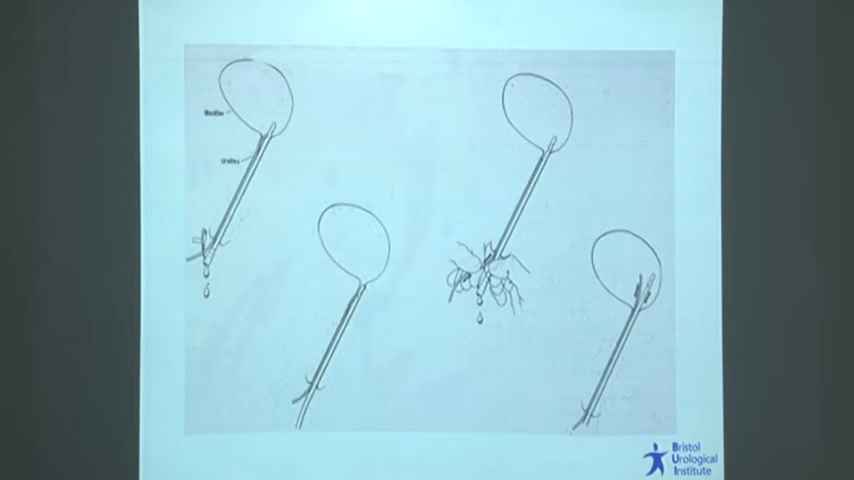 Bladder
Urethra
Bristol
Urological
Institute